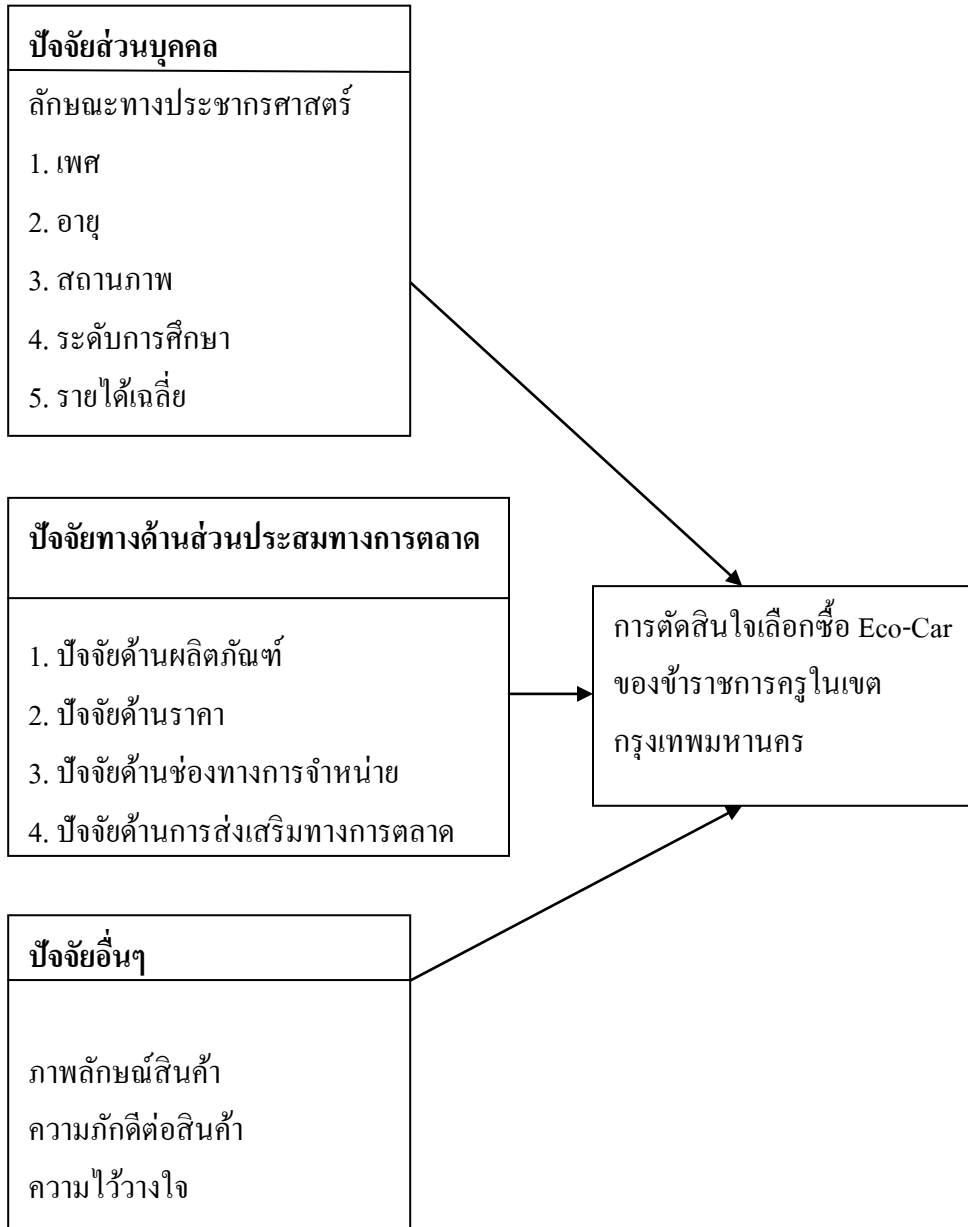 ปัจจัยส่วนบุคคล
ลักษณะทางประชากรศาสตร์
1. เพศ
2. อายุ
3. สถานภาพ
4. ระดับการศึกษา
5. รายได้เฉลี่ย
ปัจจัยทางด้านส่วนประสมทางการตลาด
1. ปัจจัยด้านผลิตภัณฑ์
2. ปัจจัยด้านราคา
3. ปัจจัยด้านช่องทางการจำหน่าย
4. ปัจจัยด้านการส่งเสริมทางการตลาด
การตัดสินใจเลือกซื้อ Eco-Car
ของข้าราชการครูในเขต
กรุงเทพมหานคร
ปัจจัยอื่นๆ
ภาพลักษณ์สินค้า
ความภักดีต่อสินค้า
ความไว้วางใจ